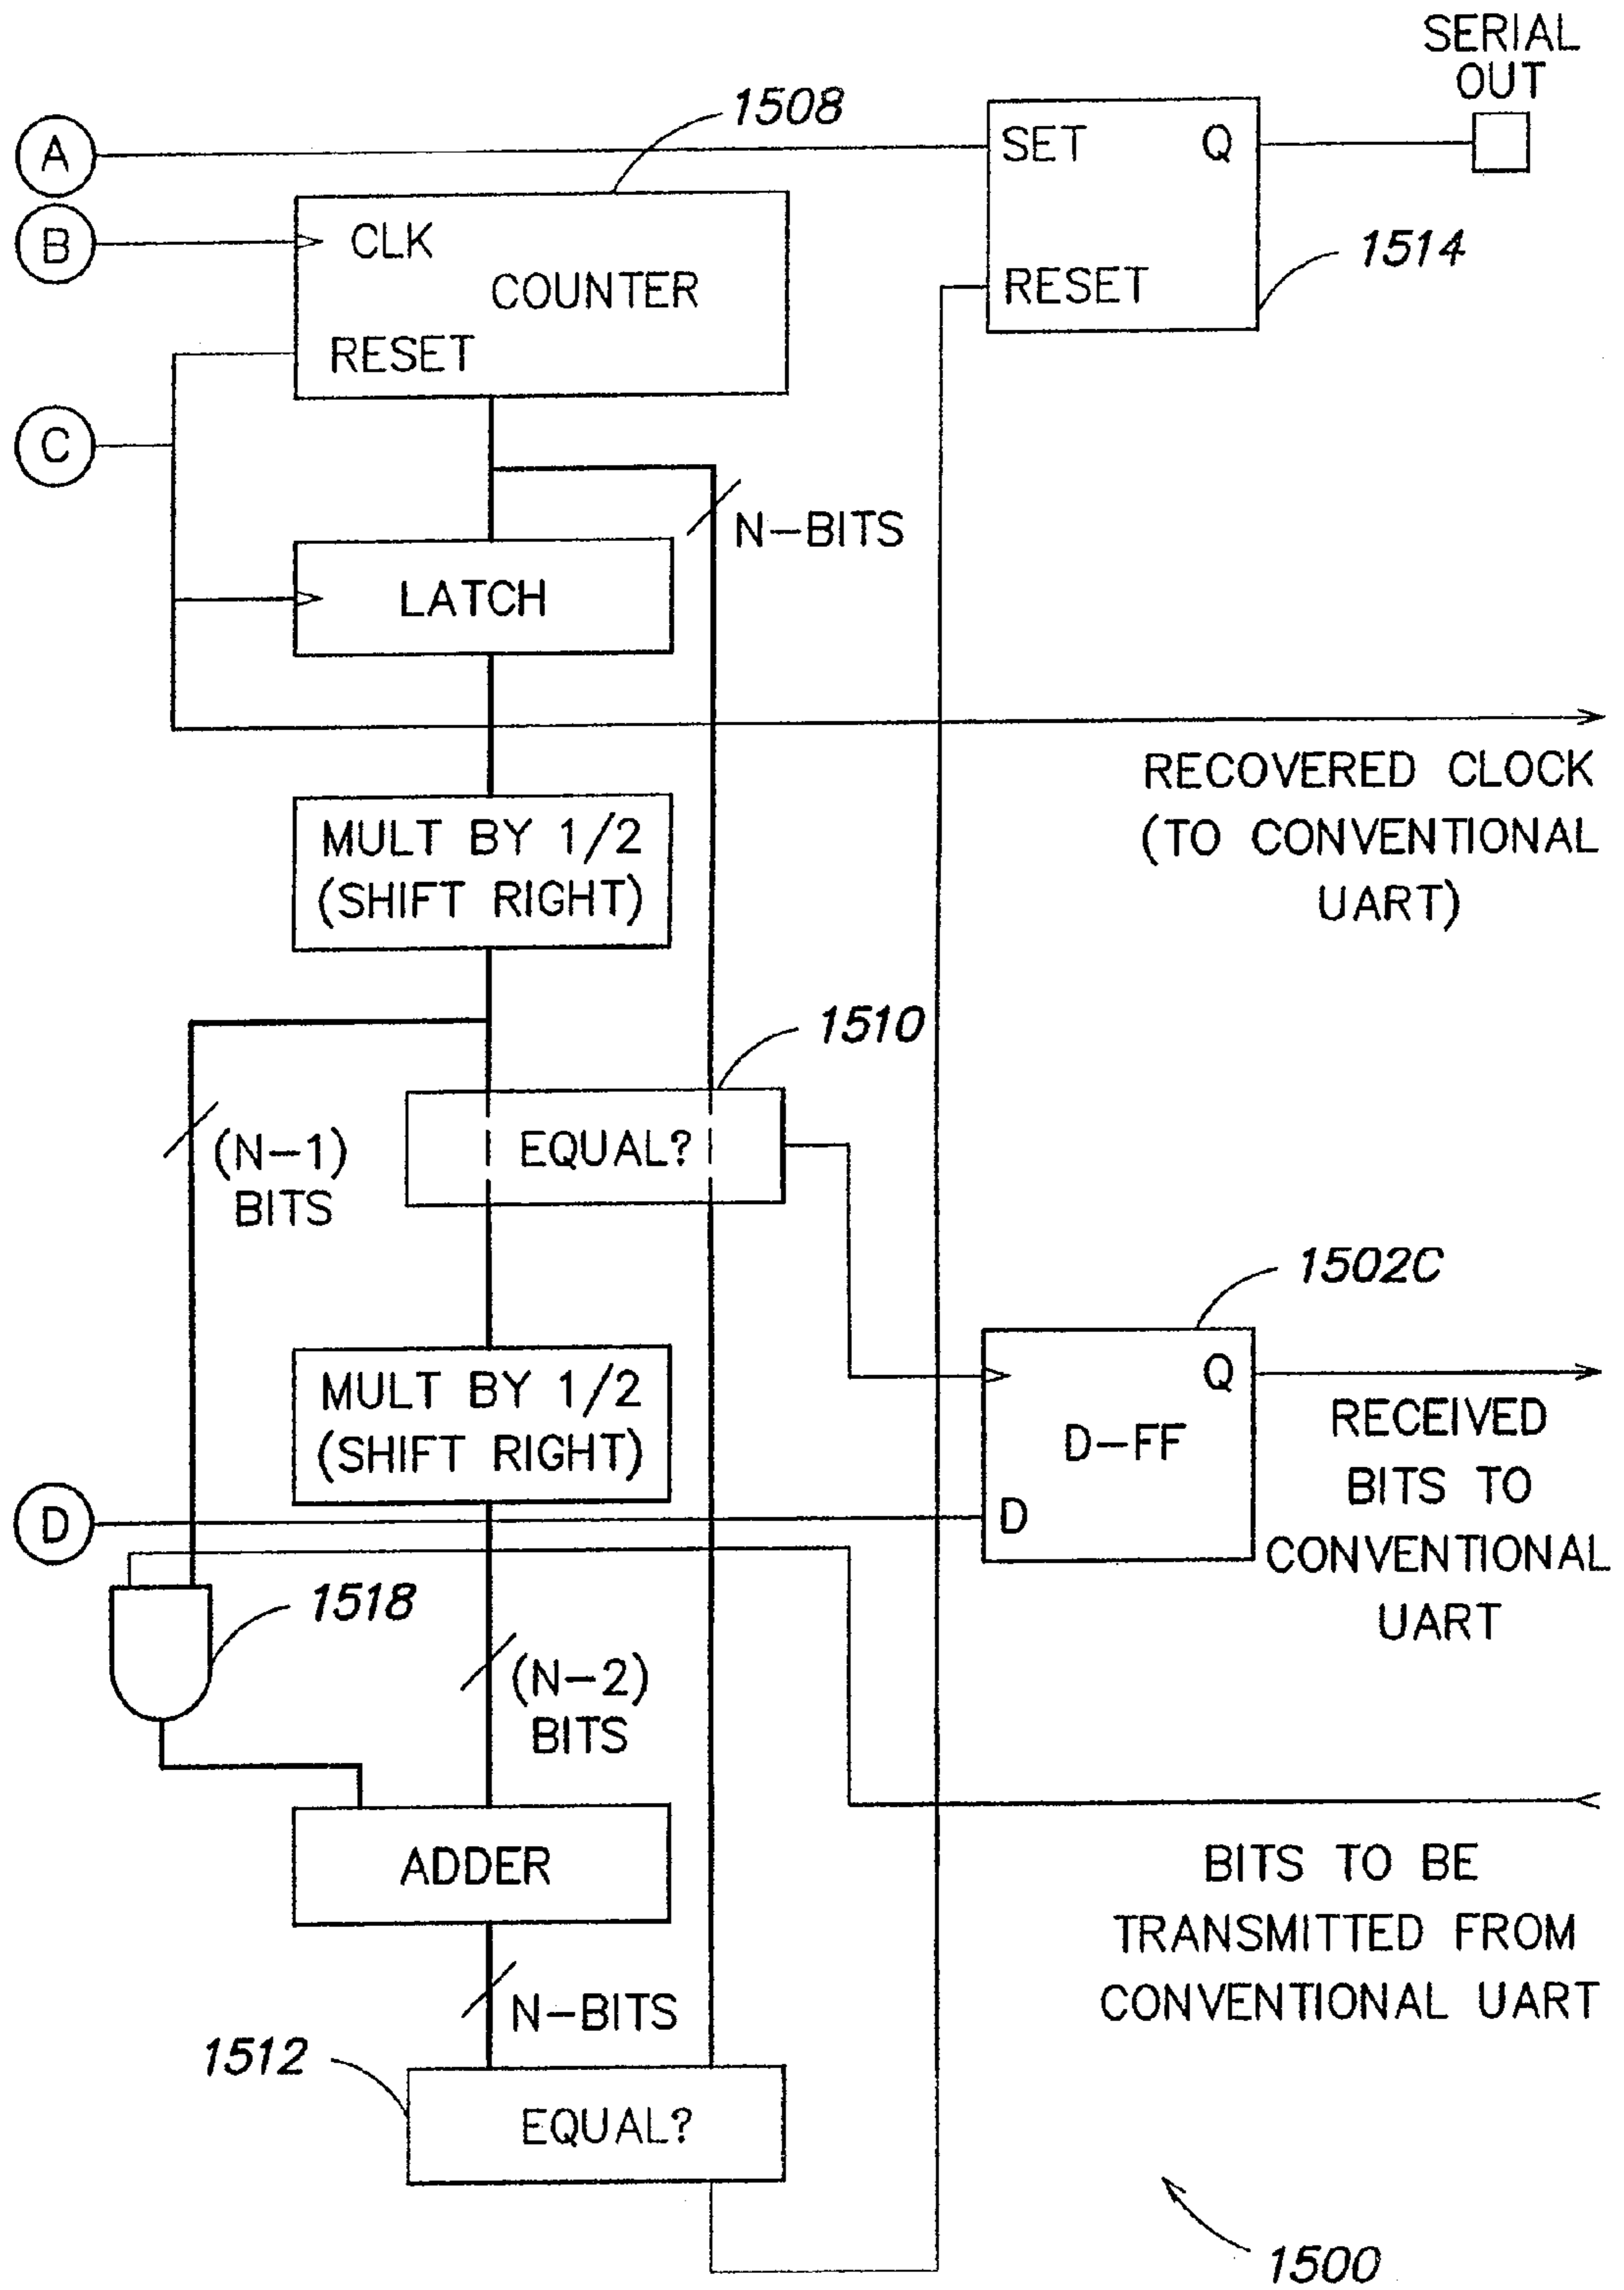 SERIAL
OUT
1508
A
SET
Q
B
CLK
COUNTER
1514
RESET
RESET
C
N-BITS
LATCH
RECOVERED CLOCK
(TO CONVENTIONAL
UART)
MULT BY 1/2
(SHIFT RIGHT)
1510
EQUAL?
(N-1)
BITS
1502C
MULT BY 1/2
(SHIFT RIGHT)
Q
D-FF
D
RECEIVED
BITS TO
CONVENTIONAL
UART
D
1518
(N-2)
BITS
ADDER
BITS TO BE
TRANSMITTED FROM
CONVENTIONAL UART
N-BITS
1512
EQUAL?
1500